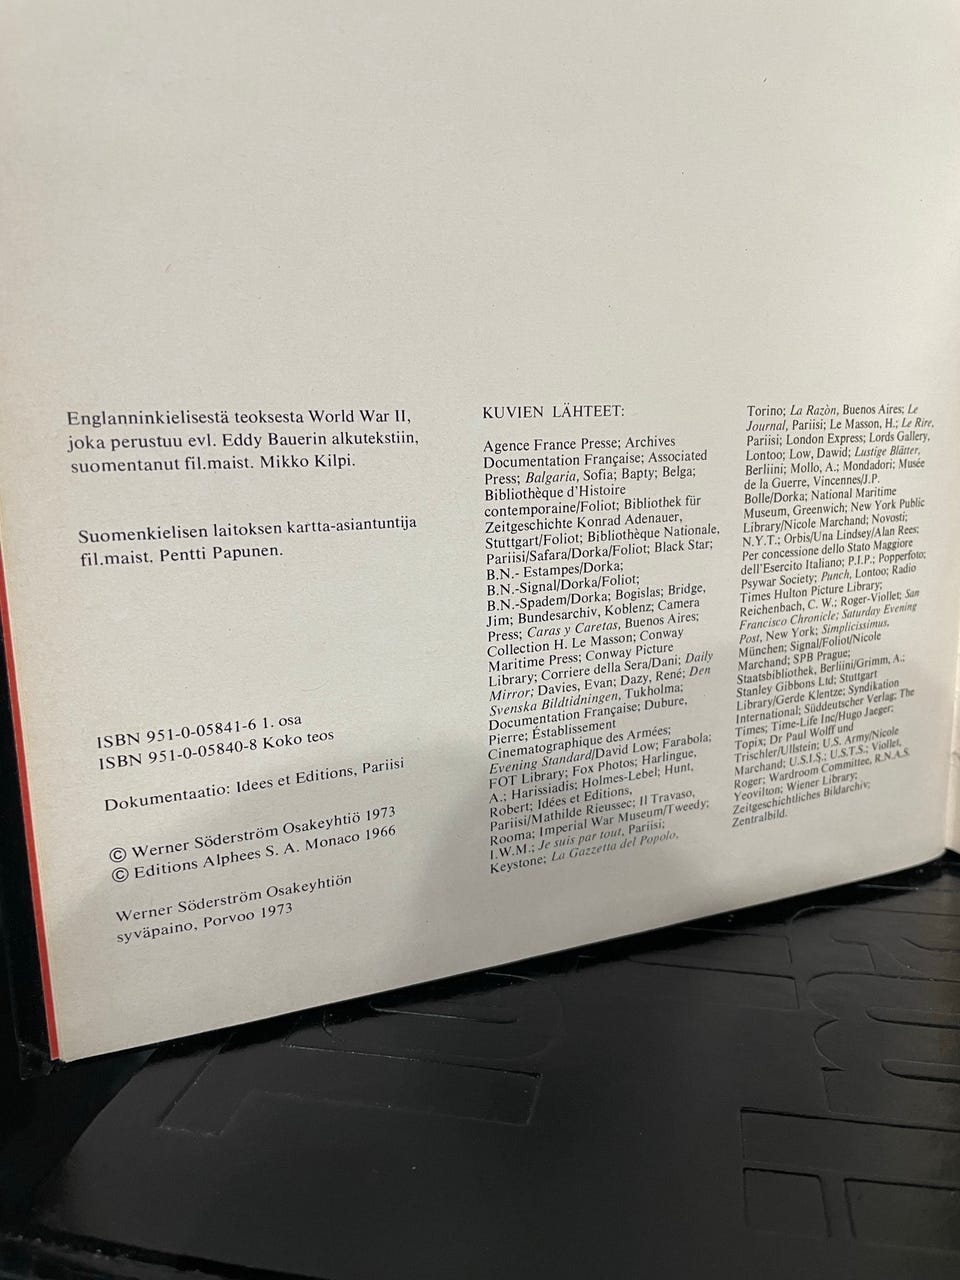 Englanninkielisestä teoksesta World War II,
joka perustuu evl. Eddy Bauerin alkutekstiin,
suomentanut fil.maist. Mikko Kilpi.
Suomenkielisen laitoksen kartta-asiantuntija
fil.maist. Pentti Papunen.
ISBN 951-0-05841-6 1. osa
ISBN 951-0-05840-8 Koko teos
Dokumentaatio: Idees et Editions, Pariisi
© Werner Söderström Osakeyhtiö 1973
© Editions Alphees S. A. Monaco 1966
Werner Söderström Osakeyhtiön
syväpaino, Porvoo 1973
KUVIEN LÄHTEET:
Agence France Presse; Archives
Documentation Française; Associated
Press; Balgaria, Sofia; Bapty; Belga;
Bibliothèque d'Histoire
contemporaine/Foliot; Bibliothek für
Zeitgeschichte Konrad Adenauer,
Stuttgart/Foliot; Bibliothèque Nationale,
Pariisi/Safara/Dorka/Foliot; Black Star;
B.N.- Estampes/Dorka;
B.N.-Signal/Dorka/Foliot;
B.N.-Spadem/Dorka; Bogislas; Bridge,
Jim; Bundesarchiv, Koblenz; Camera
Press; Caras y Caretas, Buenos Aires;
Collection H. Le Masson; Conway
Maritime Press; Conway Picture
Library; Corriere della Sera/Dani; Daily
Mirror; Davies, Evan; Dazy, René; Den
Svenska Bildtidningen, Tukholma;
Documentation Française; Dubure,
Pierre; Établissement
Cinematographique des Armées;
Evening Standard/David Low; Farabola;
FOT Library; Fox Photos; Harlingue,
A.; Harissiadis; Holmes-Lebel; Hunt,
Robert; Idées et Editions,
Pariisi/Mathilde Rieussec; Il Travaso,
Rooma; Imperial War Museum/Tweedy;
I.W.M.; Je suis par tout, Pariisi;
Keystone; La Gazzetta del Popolo,
Torino; La Razòn, Buenos Aires; Le
Journal, Pariisi; Le Masson, H.; Le Rire,
Pariisi; London Express; Lords Gallery,
Lontoo; Low, Dawid; Lustige Blätter,
Berliini; Mollo, A.; Mondadori; Musée
de la Guerre, Vincennes/J.P.
Bolle/Dorka; National Maritime
Museum, Greenwich; New York Public
Library/Nicole Marchand; Novosti;
N.Y.T.; Orbis/Una Lindsey/Alan Rees;
Per concessione dello Stato Maggiore
dell'Esercito Italiano; P.I.P.; Popperfoto;
Psywar Society; Punch, Lontoo; Radio
Times Hulton Picture Library;
Reichenbach, C. W.; Roger-Viollet; San
Francisco Chronicle; Saturday Evening
Post, New York; Simplicissimus,
München; Signal/Foliot/Nicole
Marchand; SPB Prague;
Staatsbibliothek, Berliini/Grimm, A.;
Stanley Gibbons Ltd; Stuttgart
Library/Gerde Klentze; Syndikation
International; Süddeutscher Verlag; The
Times; Time-Life Inc/Hugo Jaeger;
Topix; Dr Paul Wolff und
Trischler/Ullstein; U.S. Army/Nicole
Marchand; U.S.I.S.; U.S.T.S.; Viollet,
Roger; Wardroom Committee, R.N.A.S.
Yeovilton; Wiener Library;
Zeitgeschichtliches Bildarchiv;
Zentralbild.